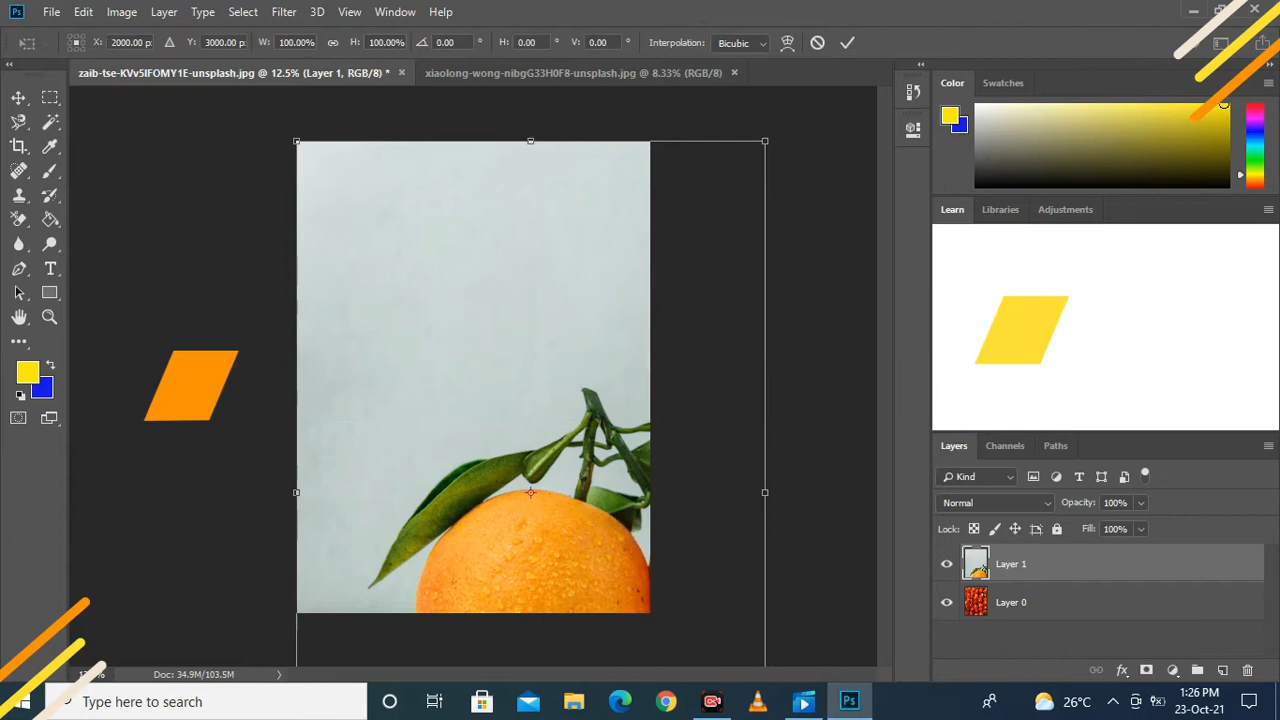 Ps File Edit Image Layer Type Select Filter 3D View Window Help
X: 2000.00 p: Y: 3000.00 p: W: 100.00% H: 100.00% 0.00 ° H: 0.00 ° V: 0.00 ° Interpolation: Bicubic
zaib-tse-KVv5lFOMY1E-unsplash.jpg @ 12.5% (Layer 1, RGB/8) * × xiaolong-wong-nibgG33H0F8-unsplash.jpg @ 8.33% (RGB/8) ×
Color Swatches
Learn Libraries Adjustments
Layers Channels Paths
Kind
Normal Opacity: 100%
Lock: Fill: 100%
Layer 1
Layer 0
Doc: 34.9M/103.5M
fx
Type here to search
Ps
26°C
1:26 PM
23-Oct-21